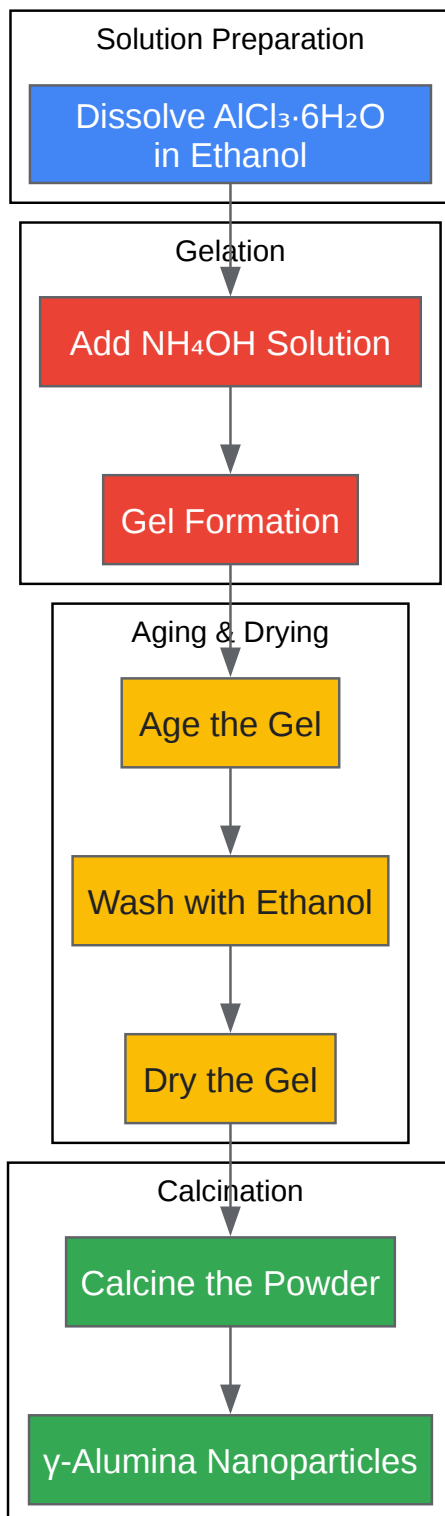 Solution Preparation
Dissolve AlCl₃·6H₂O
in Ethanol
Gelation
Add NH₄OH Solution
Gel Formation
Aging & Drying
Age the Gel
Wash with Ethanol
Dry the Gel
Calcination
Calcine the Powder
γ-Alumina Nanoparticles